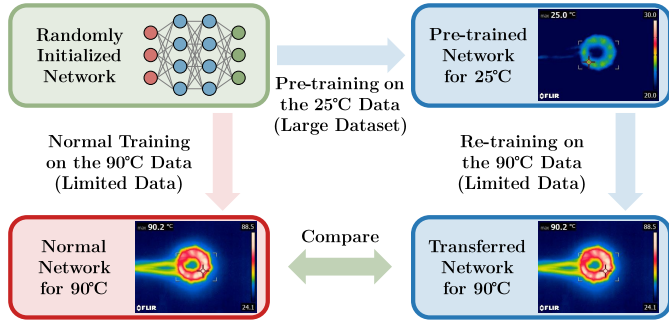 Randomly
Initialized
Network
Pre-training on
the 25℃ Data
(Large Dataset)
Pre-trained
Network
for 25℃
max 25.0 ℃
30.0
20.0
FLIR
Normal Training
on the 90℃ Data
(Limited Data)
Re-training on
the 90℃ Data
(Limited Data)
Normal
Network
for 90℃
max 90.2 ℃
88.5
24.1
FLIR
Compare
Transferred
Network
for 90℃
max 90.2 ℃
88.5
24.1
FLIR